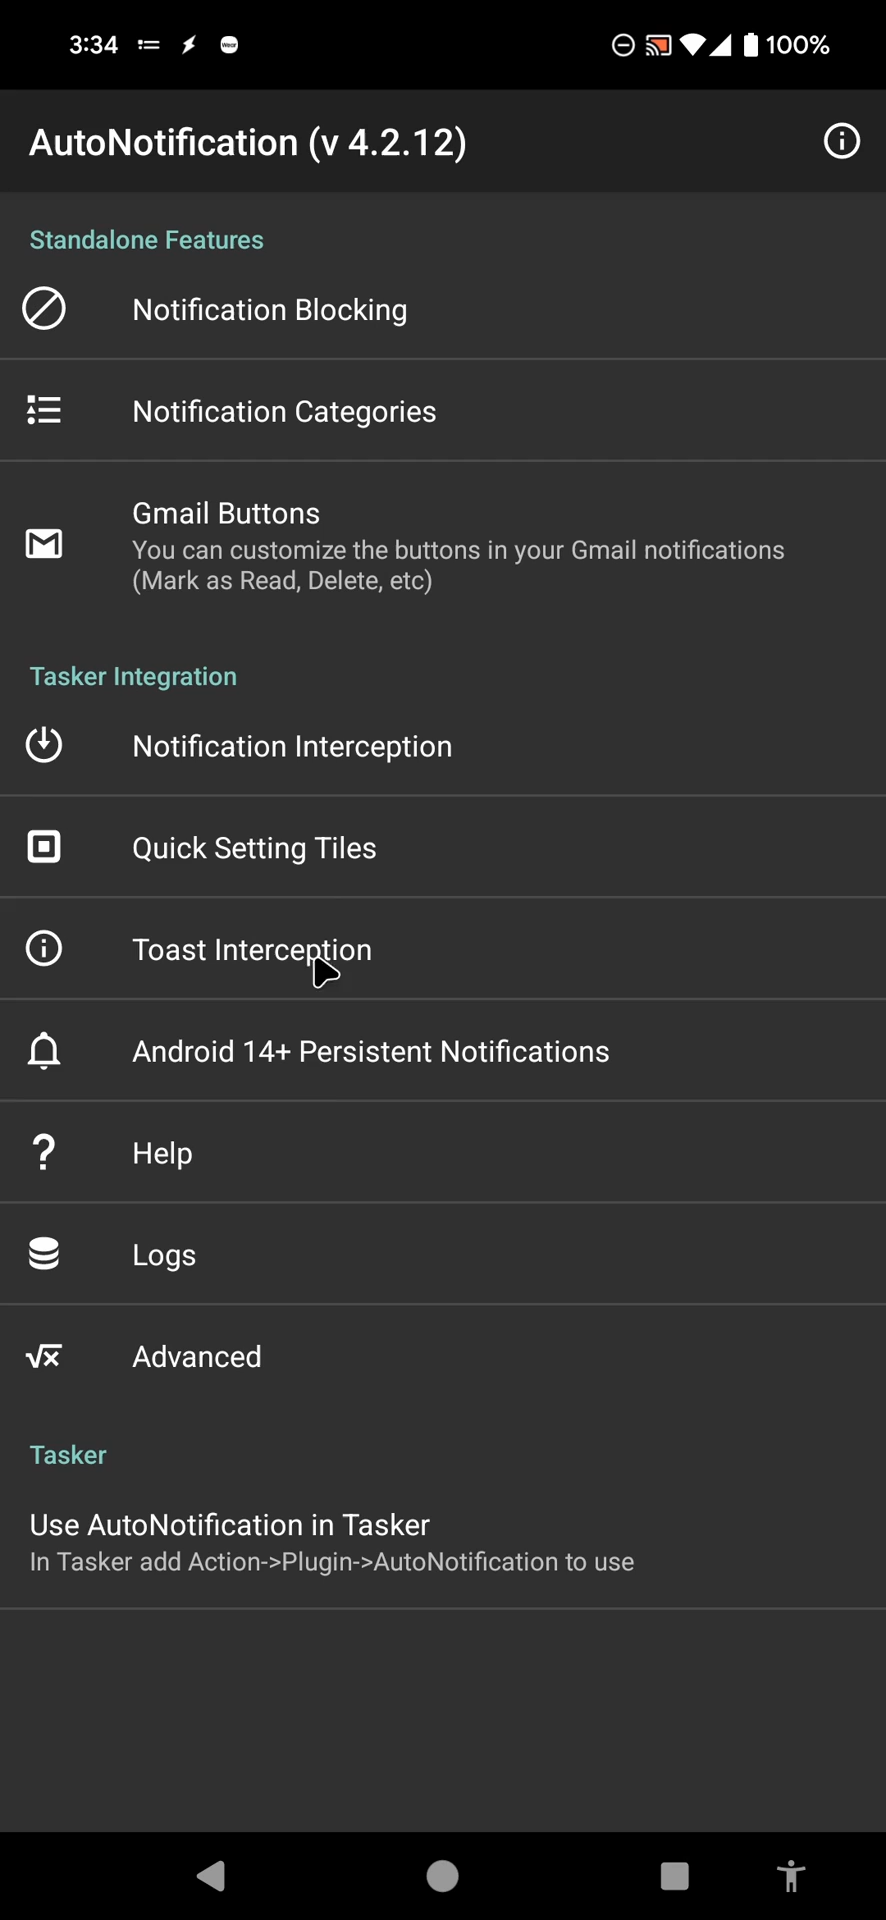 3:34
100%
AutoNotification (v 4.2.12)
Standalone Features
Notification Blocking
Notification Categories
Gmail Buttons
You can customize the buttons in your Gmail notifications
(Mark as Read, Delete, etc)
Tasker Integration
Notification Interception
Quick Setting Tiles
Toast Interception
Android 14+ Persistent Notifications
Help
Logs
Advanced
Tasker
Use AutoNotification in Tasker
In Tasker add Action->Plugin->AutoNotification to use